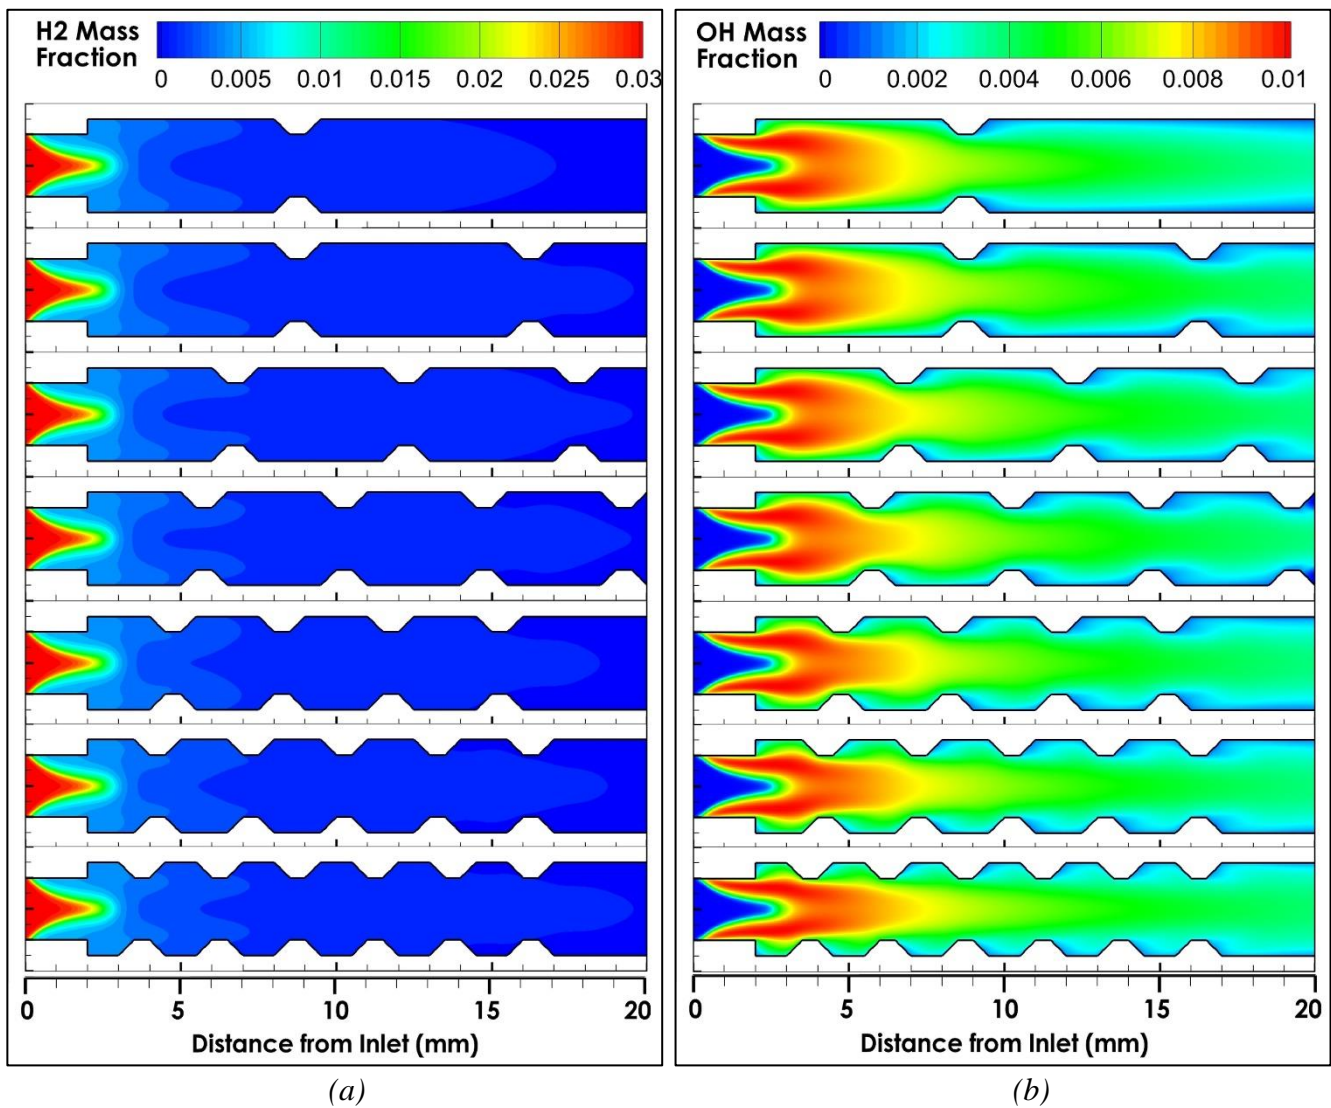 H2 Mass
Fraction
0 0.005 0.01 0.015 0.02 0.025 0.03
0 5 10 15 20
Distance from Inlet (mm)
(a)
OH Mass
Fraction
0 0.002 0.004 0.006 0.008 0.01
0 5 10 15 20
Distance from Inlet (mm)
(b)